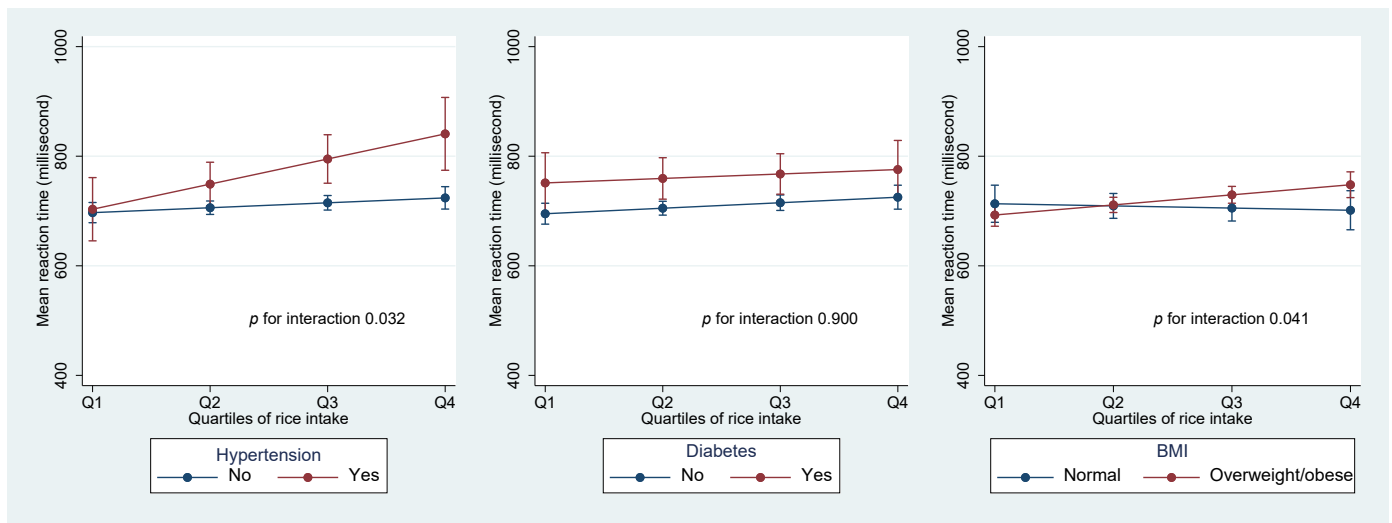 Mean reaction time (millisecond)
1000
800
600
400
p for interaction 0.032
Q1 Q2 Q3 Q4
Quartiles of rice intake
Hypertension
No Yes
Mean reaction time (millisecond)
1000
800
600
400
p for interaction 0.900
Q1 Q2 Q3 Q4
Quartiles of rice intake
Diabetes
No Yes
Mean reaction time (millisecond)
1000
800
600
400
p for interaction 0.041
Q1 Q2 Q3 Q4
Quartiles of rice intake
BMI
Normal Overweight/obese